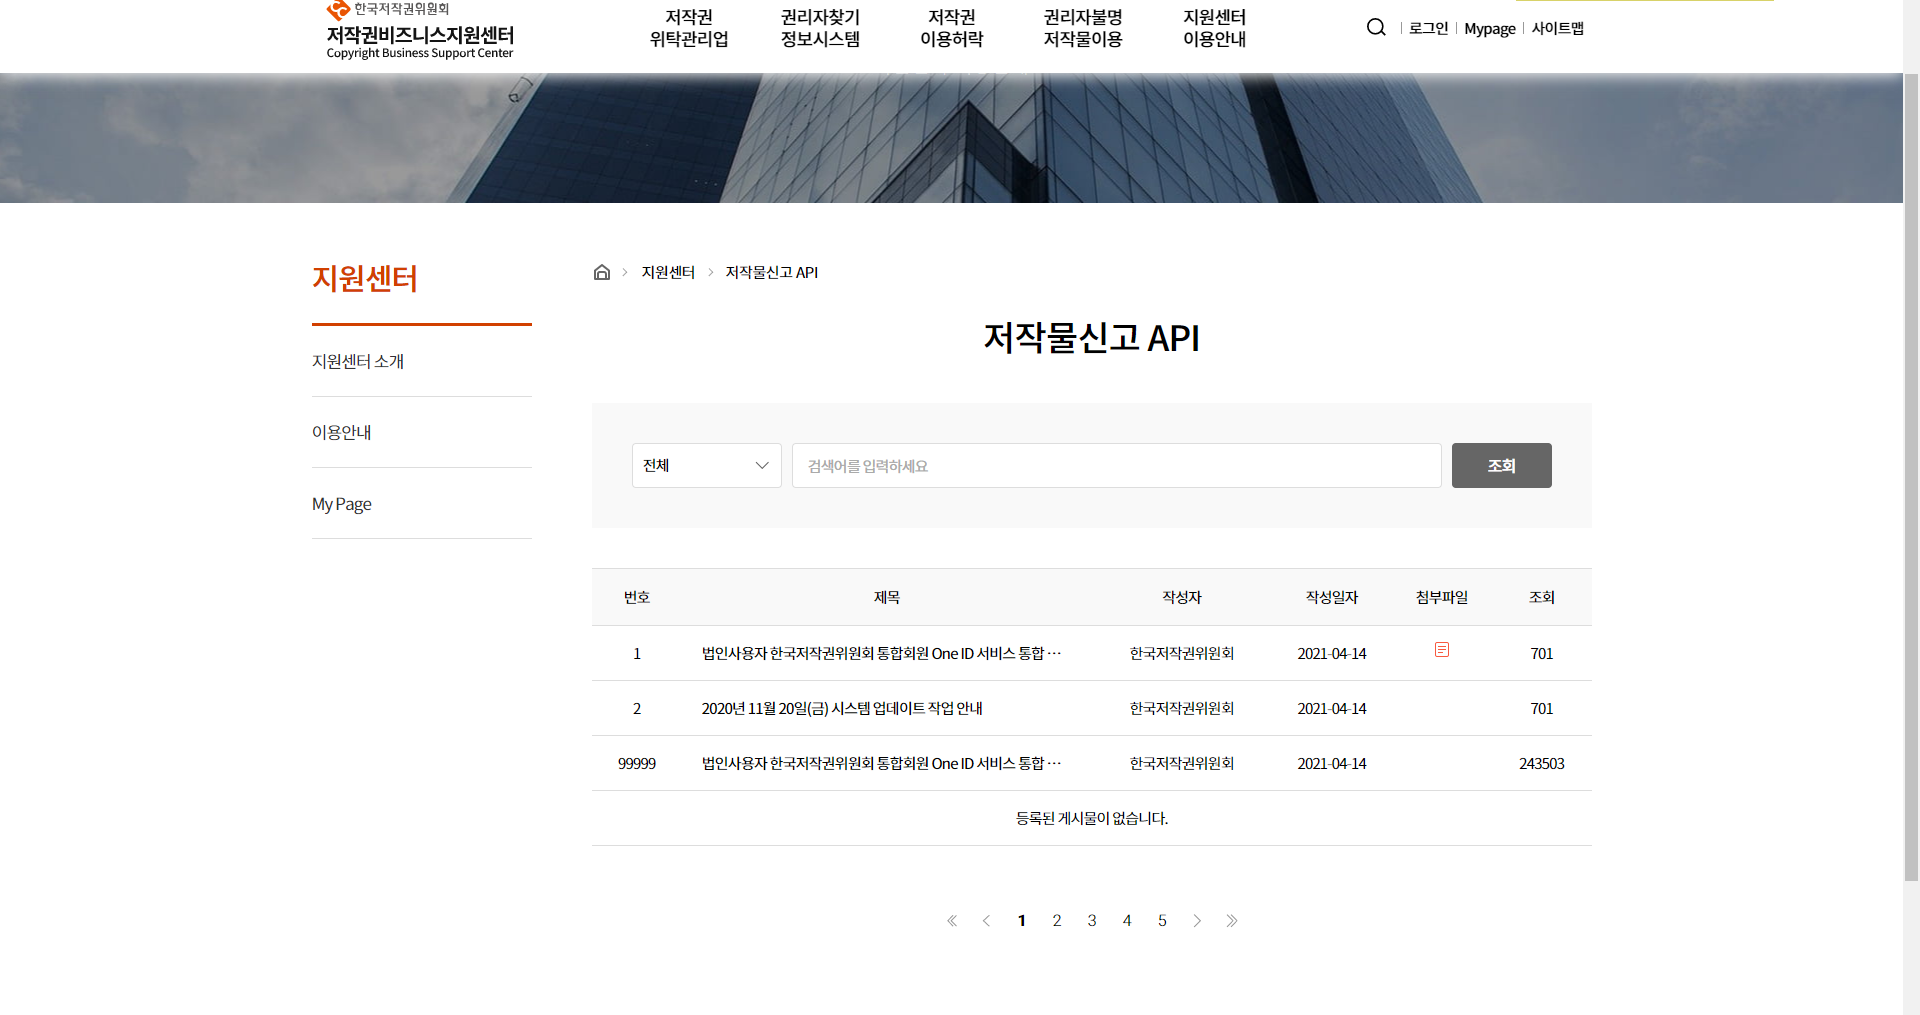 한국저작권위원회
저작권비즈니스지원센터
Copyright Business Support Center
저작권
위탁관리업
권리자찾기
정보시스템
저작권
이용허락
권리자불명
저작물이용
지원센터
이용안내
로그인 Mypage 사이트맵
지원센터
지원센터 소개
이용안내
My Page
지원센터 저작물신고 API
저작물신고 API
전체 검색어를 입력하세요 조회
번호 제목 작성자 작성일자 첨부파일 조회
1 법인사용자 한국저작권위원회 통합회원 One ID 서비스 통합 ··· 한국저작권위원회 2021-04-14 701
2 2020년 11월 20일(금) 시스템 업데이트 작업 안내 한국저작권위원회 2021-04-14 701
99999 법인사용자 한국저작권위원회 통합회원 One ID 서비스 통합 ··· 한국저작권위원회 2021-04-14 243503
등록된 게시물이 없습니다.
1 2 3 4 5